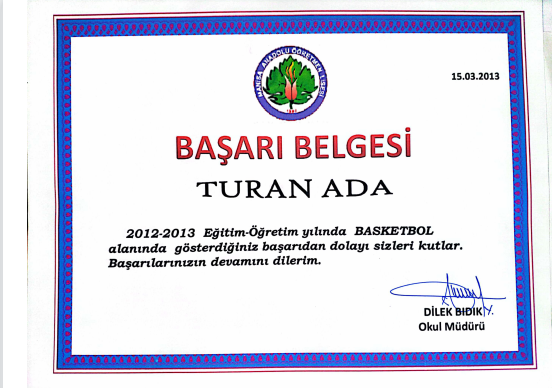 MANİSA ANADOLU ÖĞRETMEN LİSESİ
15.03.2013
BAŞARI BELGESİ
TURAN ADA
2012-2013 Eğitim-Öğretim yılında BASKETBOL
alanında gösterdiğiniz başarıdan dolayı sizleri kutlar.
Başarılarınızın devamını dilerim.
DİLEK BIDIK
Okul Müdürü